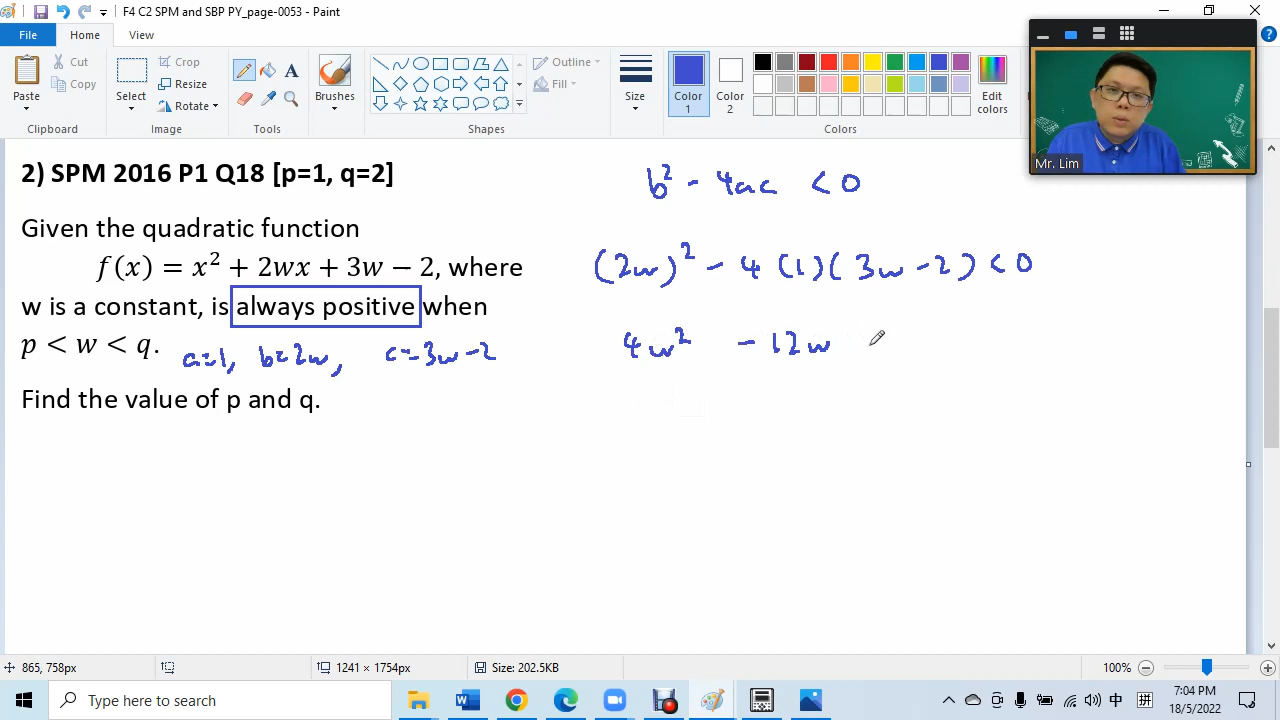 F4 C2 SPM and SBP PY_page-0053 - Paint
File Home View
Paste Cut Copy Clipboard
Select Crop Resize Rotate Image
Tools
Brushes
Outline Fill Shapes
Size
Color 1 Color 2 Edit colors Colors
Mr. Lim
2) SPM 2016 P1 Q18 [p=1, q=2]
Given the quadratic function
f(x) = x² + 2wx + 3w − 2, where
w is a constant, is always positive when
p < w < q.
a=1, b=2w, c=3w-2
Find the value of p and q.
b² - 4ac < 0
(2w)² - 4(1)(3w-2) < 0
4w² - 12w
865, 758px 1241 × 1754px Size: 202.5KB 100%
Type here to search
中 拼 7:04 PM
18/5/2022